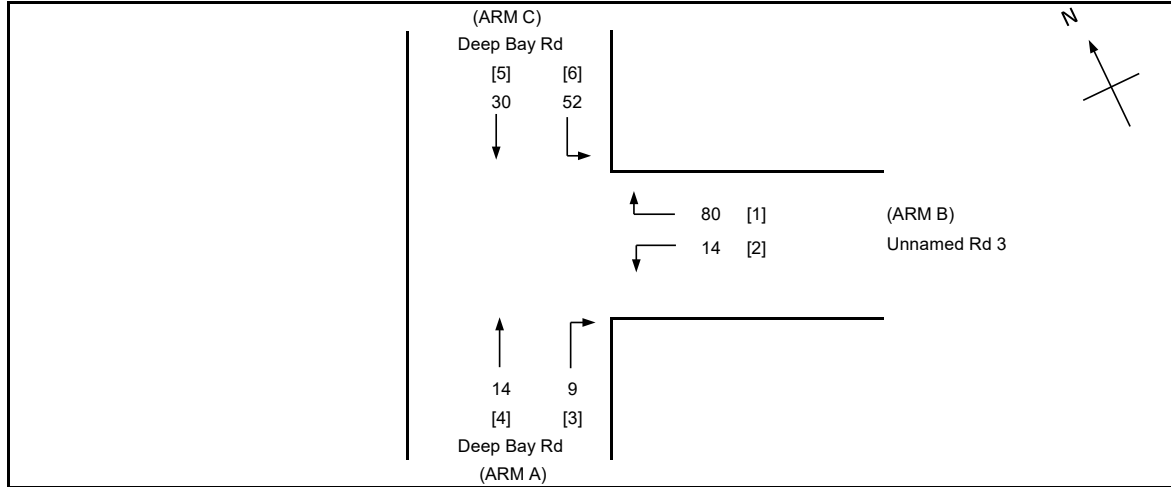 (ARM C)
N
Deep Bay Rd
[5] [6]
30 52
80 [1] (ARM B)
14 [2] Unnamed Rd 3
14 9
[4] [3]
Deep Bay Rd
(ARM A)